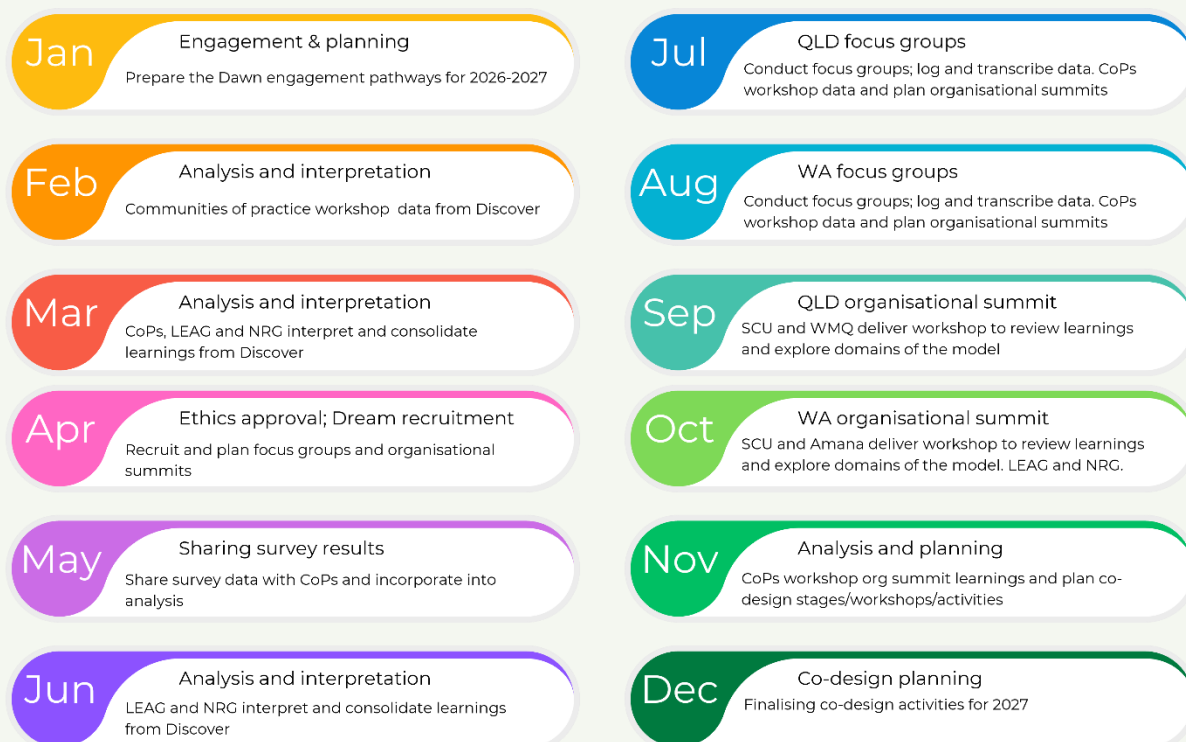 Jan
Engagement & planning
Prepare the Dawn engagement pathways for 2026-2027
Feb
Analysis and interpretation
Communities of practice workshop data from Discover
Mar
Analysis and interpretation
CoPs, LEAG and NRG interpret and consolidate
learnings from Discover
Apr
Ethics approval; Dream recruitment
Recruit and plan focus groups and organisational
summits
May
Sharing survey results
Share survey data with CoPs and incorporate into
analysis
Jun
Analysis and interpretation
LEAG and NRG interpret and consolidate learnings
from Discover
Jul
QLD focus groups
Conduct focus groups; log and transcribe data. CoPs
workshop data and plan organisational summits
Aug
WA focus groups
Conduct focus groups; log and transcribe data. CoPs
workshop data and plan organisational summits
Sep
QLD organisational summit
SCU and WMQ deliver workshop to review learnings
and explore domains of the model
Oct
WA organisational summit
SCU and Amana deliver workshop to review learnings
and explore domains of the model. LEAG and NRG.
Nov
Analysis and planning
CoPs workshop org summit learnings and plan co-
design stages/workshops/activities
Dec
Co-design planning
Finalising co-design activities for 2027